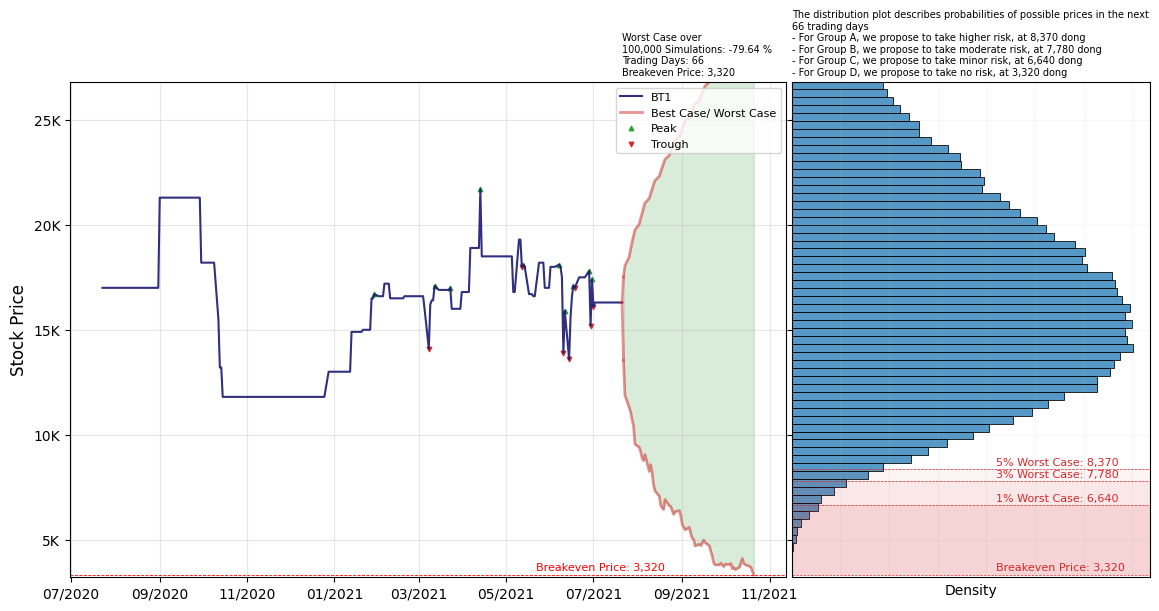 The distribution plot describes probabilities of possible prices in the next
66 trading days
- For Group A, we propose to take higher risk, at 8,370 dong
- For Group B, we propose to take moderate risk, at 7,780 dong
- For Group C, we propose to take minor risk, at 6,640 dong
- For Group D, we propose to take no risk, at 3,320 dong
Worst Case over
100,000 Simulations: -79.64 %
Trading Days: 66
Breakeven Price: 3,320
BT1
Best Case/ Worst Case
Peak
Trough
Stock Price
25K
20K
15K
10K
5K
Breakeven Price: 3,320
07/2020
09/2020
11/2020
01/2021
03/2021
05/2021
07/2021
09/2021
11/2021
5% Worst Case: 8,370
3% Worst Case: 7,780
1% Worst Case: 6,640
Breakeven Price: 3,320
Density